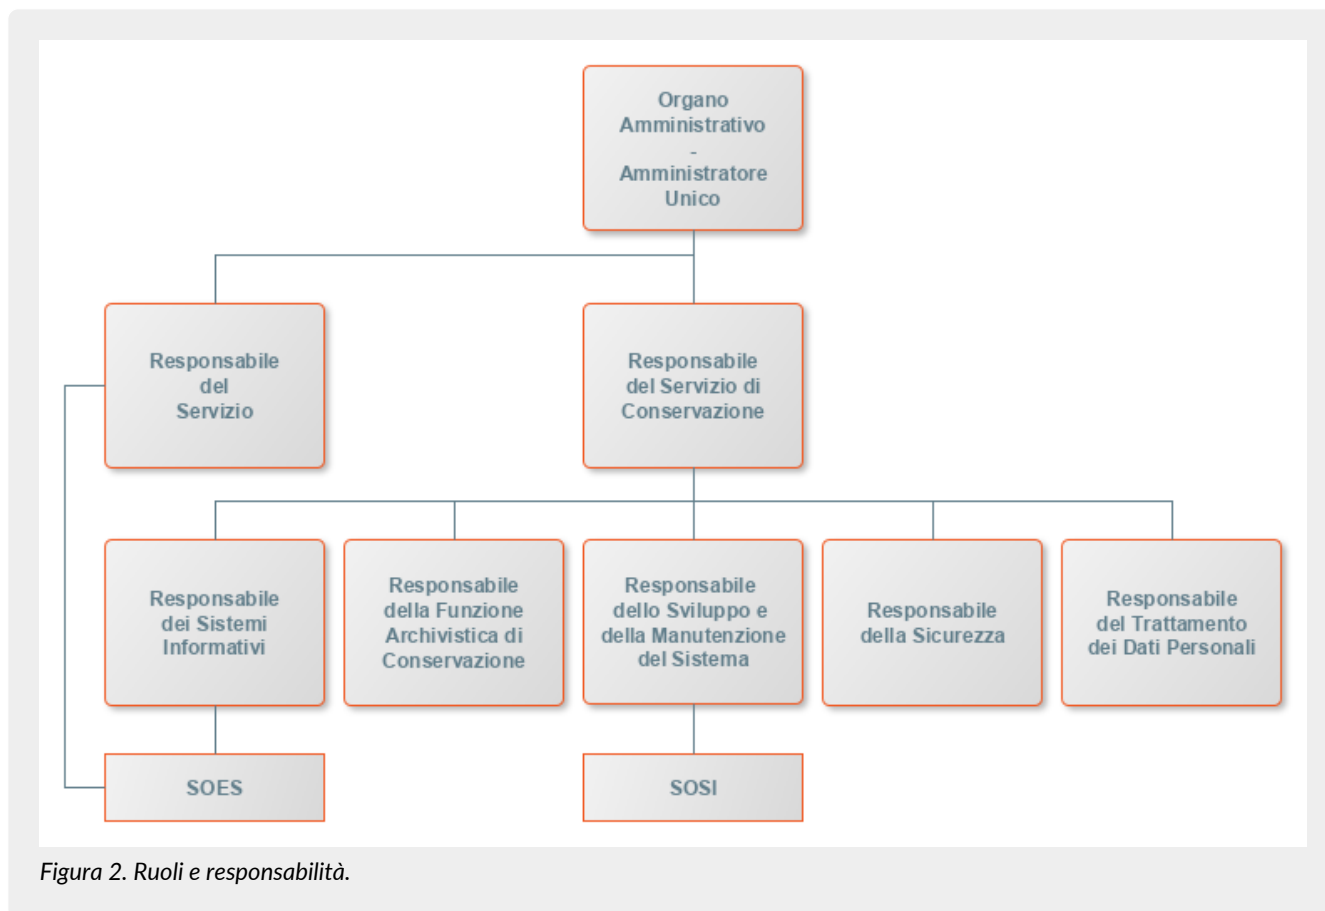 Organo
Amministrativo
-
Amministratore
Unico
Responsabile
del
Servizio
Responsabile
del Servizio di
Conservazione
Responsabile
dei Sistemi
Informativi
Responsabile
della Funzione
Archivistica di
Conservazione
Responsabile
dello Sviluppo e
della Manutenzione
del Sistema
Responsabile
della Sicurezza
Responsabile
del Trattamento
dei Dati Personali
SOES
SOSI
Figura 2. Ruoli e responsabilità.